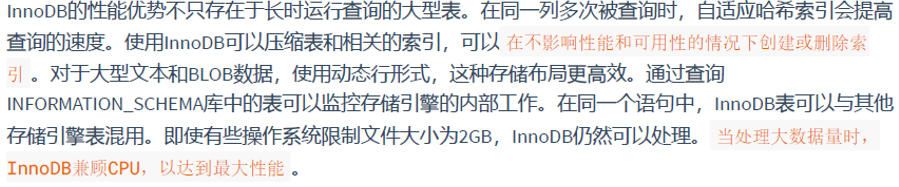 InnoDB的性能优势不只存在于长时运行查询的大型表。在同一列多次被查询时，自适应哈希索引会提高
查询的速度。使用InnoDB可以压缩表和相关的索引，可以 在不影响性能和可用性的情况下创建或删除索
引 。对于大型文本和BLOB数据，使用动态行形式，这种存储布局更高效。通过查询
INFORMATION_SCHEMA库中的表可以监控存储引擎的内部工作。在同一个语句中，InnoDB表可以与其他
存储引擎表混用。即使有些操作系统限制文件大小为2GB，InnoDB仍然可以处理。 当处理大数据量时，
InnoDB兼顾CPU，以达到最大性能 。